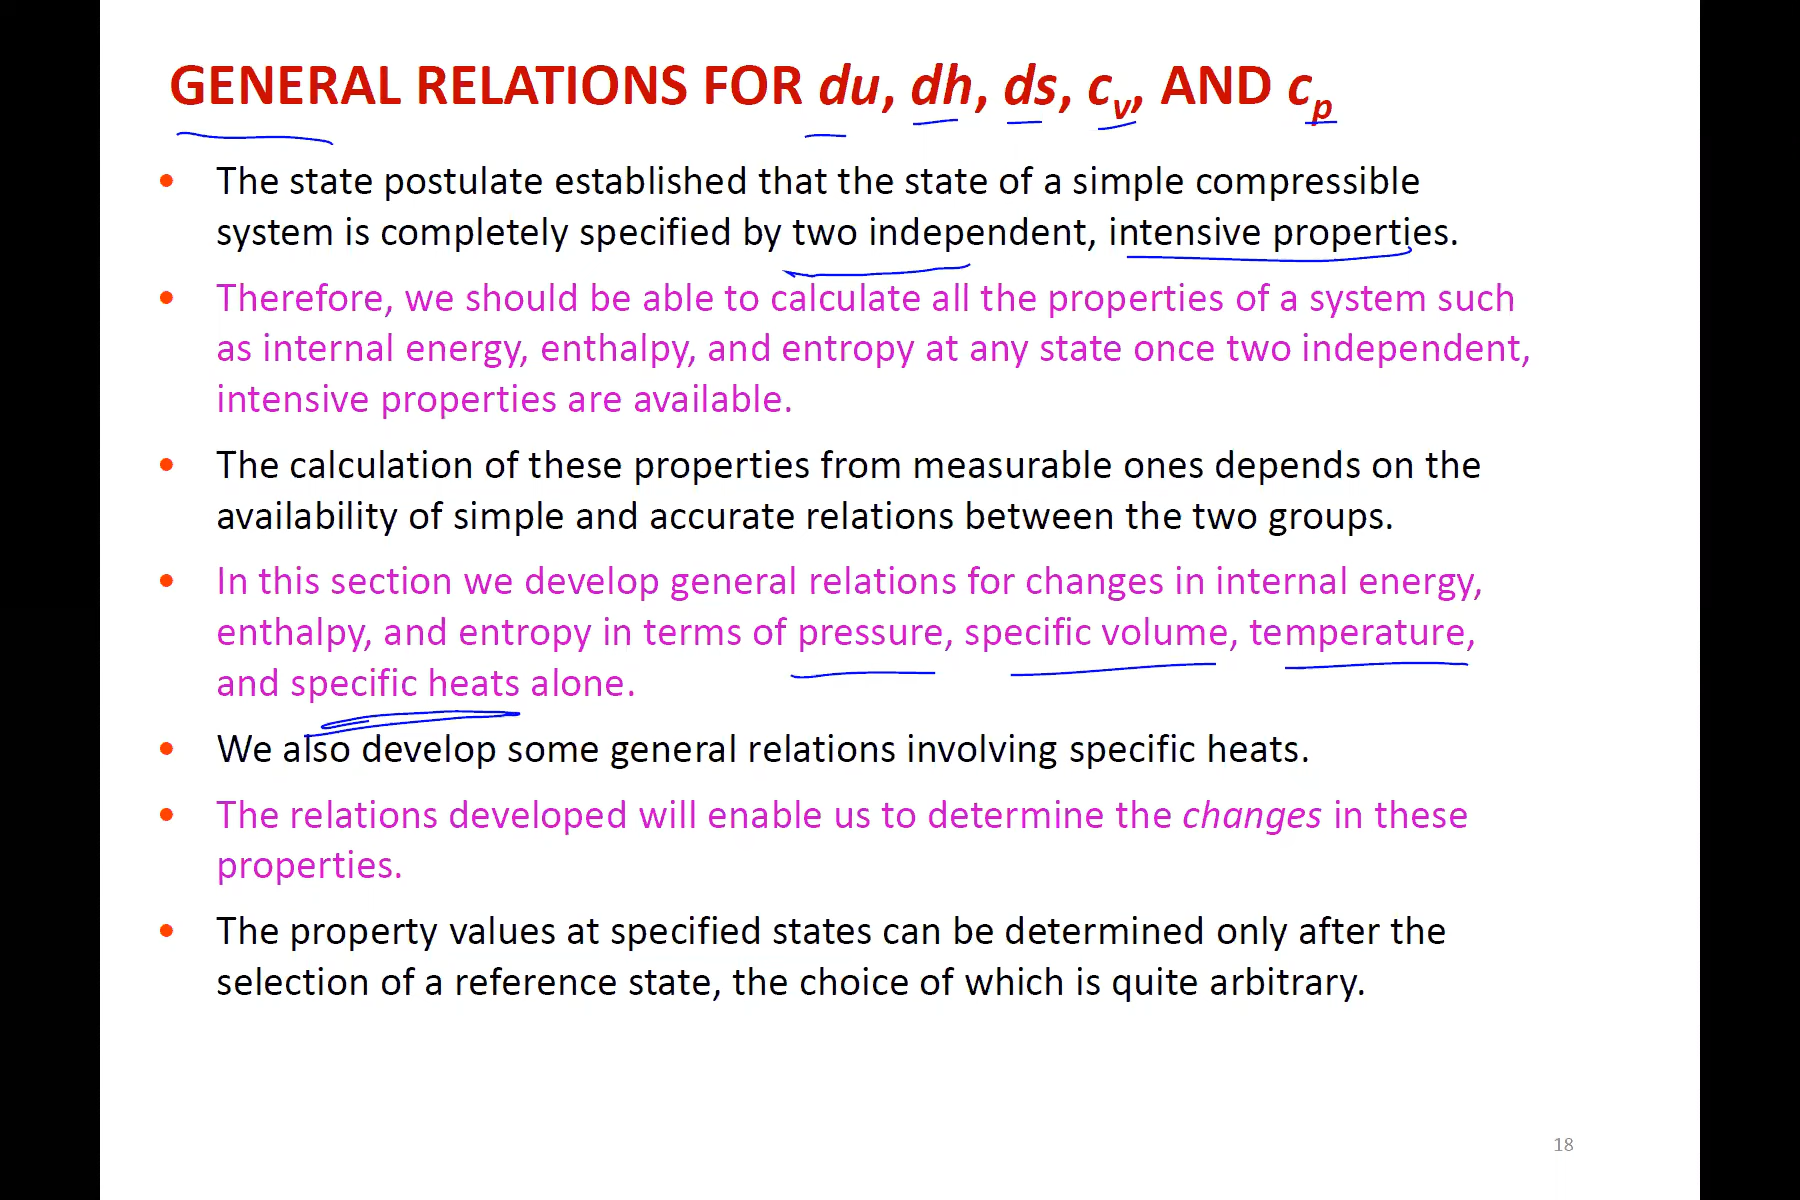 GENERAL RELATIONS FOR du, dh, ds, cv, AND cp
• The state postulate established that the state of a simple compressible
system is completely specified by two independent, intensive properties.
• Therefore, we should be able to calculate all the properties of a system such
as internal energy, enthalpy, and entropy at any state once two independent,
intensive properties are available.
• The calculation of these properties from measurable ones depends on the
availability of simple and accurate relations between the two groups.
• In this section we develop general relations for changes in internal energy,
enthalpy, and entropy in terms of pressure, specific volume, temperature,
and specific heats alone.
• We also develop some general relations involving specific heats.
• The relations developed will enable us to determine the changes in these
properties.
• The property values at specified states can be determined only after the
selection of a reference state, the choice of which is quite arbitrary.
18